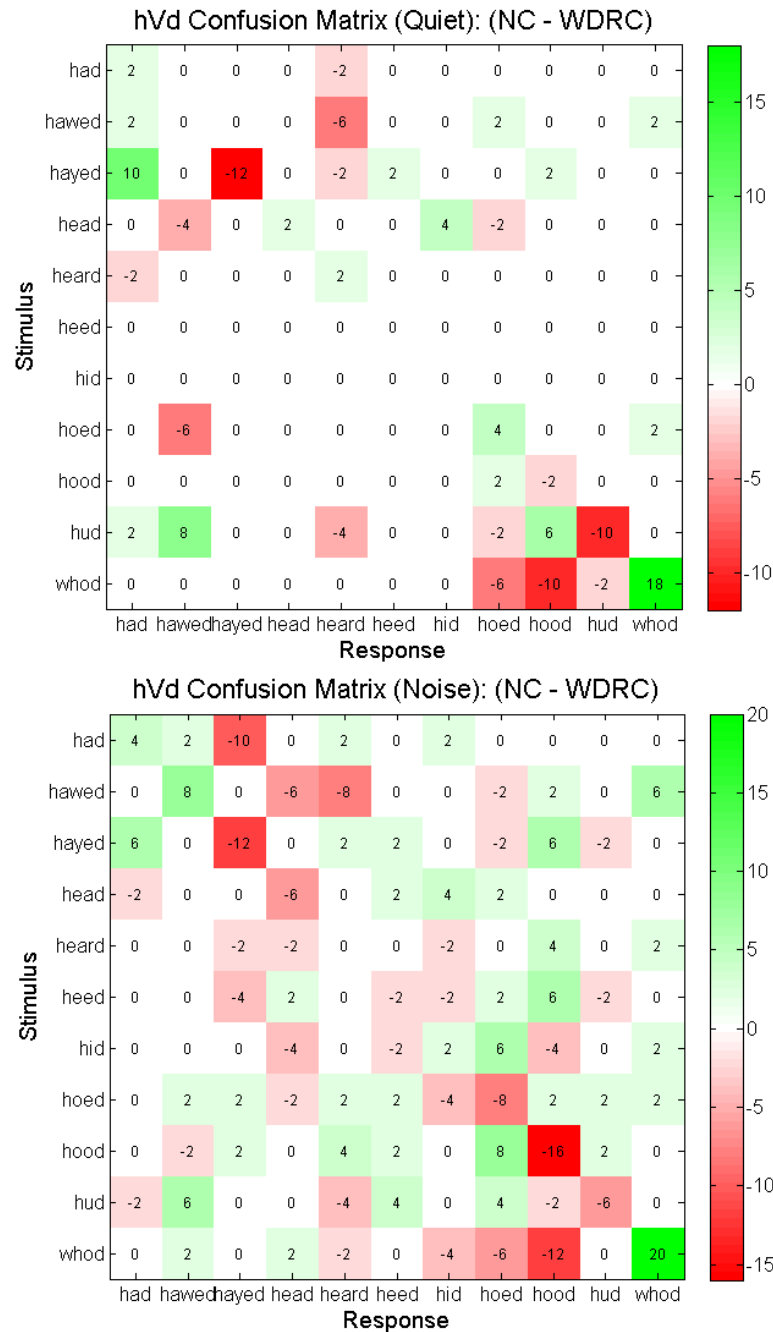 hVd Confusion Matrix (Quiet): (NC - WDRC)
had 2 0 0 0 -2 0 0 0 0 0 0
hawed 2 0 0 0 -6 0 0 2 0 0 2
hayed 10 0 -12 0 -2 2 0 0 2 0 0
head 0 -4 0 2 0 0 4 -2 0 0 0
heard -2 0 0 0 2 0 0 0 0 0 0
heed 0 0 0 0 0 0 0 0 0 0 0
hid 0 0 0 0 0 0 0 0 0 0 0
hoed 0 -6 0 0 0 0 0 4 0 0 2
hood 0 0 0 0 0 0 0 2 -2 0 0
hud 2 8 0 0 -4 0 0 -2 6 -10 0
whod 0 0 0 0 0 0 0 -6 -10 -2 18
had hawed hayed head heard heed hid hoed hood hud whod
Response
Stimulus
15
10
5
0
-5
-10
hVd Confusion Matrix (Noise): (NC - WDRC)
had 4 2 -10 0 2 0 2 0 0 0 0
hawed 0 8 0 -6 -8 0 0 -2 2 0 6
hayed 6 0 -12 0 2 2 0 -2 6 -2 0
head -2 0 0 -6 0 2 4 2 0 0 0
heard 0 0 -2 -2 0 0 -2 0 4 0 2
heed 0 0 -4 2 0 -2 -2 2 6 -2 0
hid 0 0 0 -4 0 -2 2 6 -4 0 2
hoed 0 2 2 -2 2 2 -4 -8 2 2 2
hood 0 -2 2 0 4 2 0 8 -16 2 0
hud -2 6 0 0 -4 4 0 4 -2 -6 0
whod 0 2 0 2 -2 0 -4 -6 -12 0 20
had hawed hayed head heard heed hid hoed hood hud whod
Response
Stimulus
20
15
10
5
0
-5
-10
-15